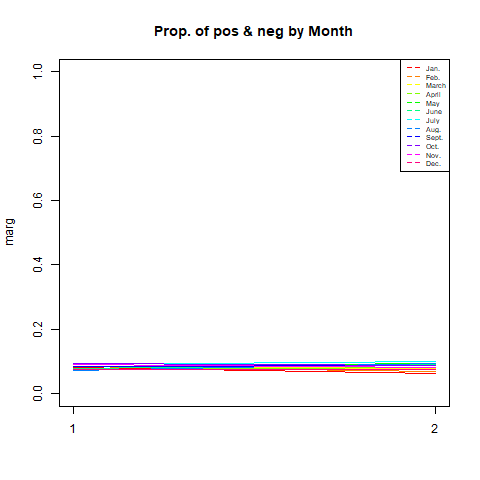 Prop. of pos & neg by Month
Jan.
Feb.
March
April
May
June
July
Aug.
Sept.
Oct.
Nov.
Dec.
marg
1.0
0.8
0.6
0.4
0.2
0.0
1
2